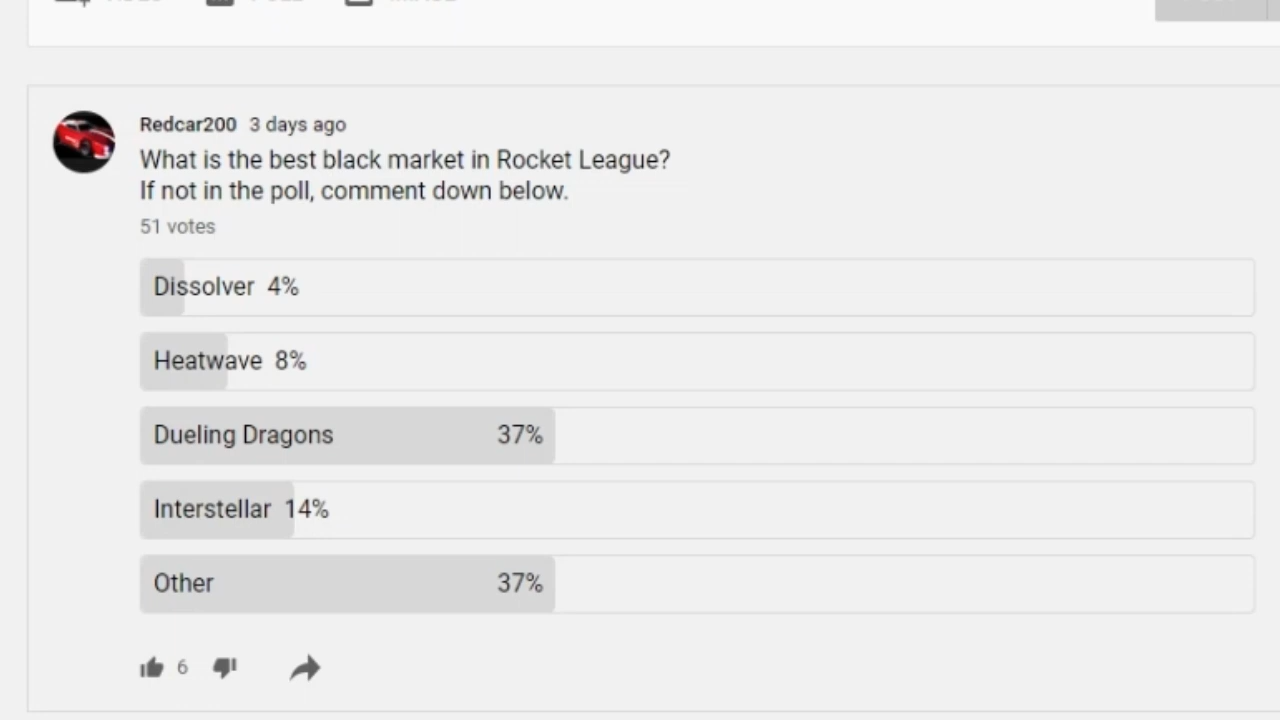 Redcar200 3 days ago
What is the best black market in Rocket League?
If not in the poll, comment down below.
51 votes
Dissolver 4%
Heatwave 8%
Dueling Dragons 37%
Interstellar 14%
Other 37%
6